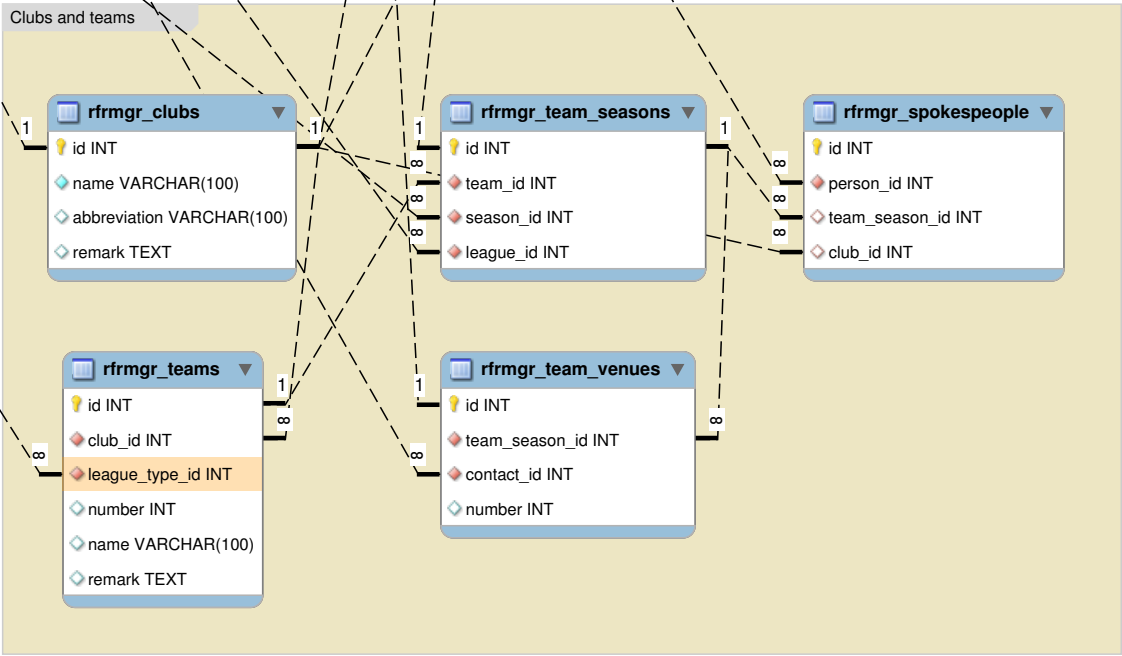 Clubs and teams
rfrmgr_clubs
id INT
name VARCHAR(100)
abbreviation VARCHAR(100)
remark TEXT
rfrmgr_team_seasons
id INT
team_id INT
season_id INT
league_id INT
rfrmgr_spokespeople
id INT
person_id INT
team_season_id INT
club_id INT
rfrmgr_teams
id INT
club_id INT
league_type_id INT
number INT
name VARCHAR(100)
remark TEXT
rfrmgr_team_venues
id INT
team_season_id INT
contact_id INT
number INT
1
1
1
∞
∞
∞
1
∞
∞
∞
1
∞
∞
1
∞
∞